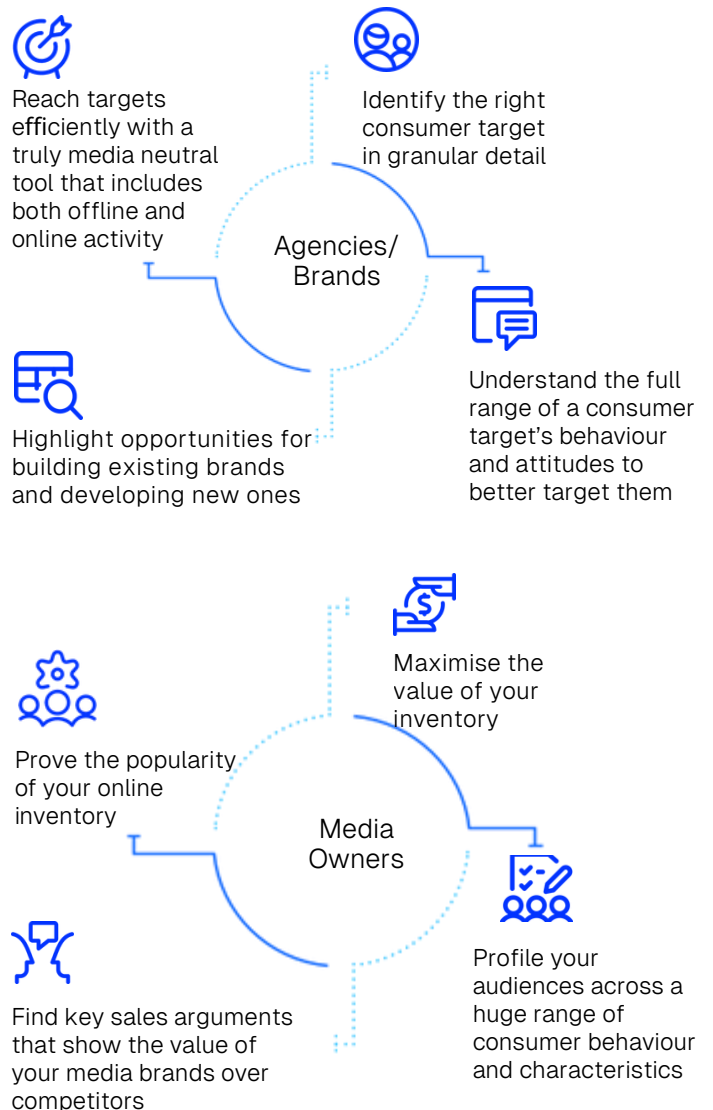 Reach targets
efficiently with a
truly media neutral
tool that includes
both offline and
online activity
Identify the right
consumer target
in granular detail
Agencies/
Brands
Highlight opportunities for
building existing brands
and developing new ones
Understand the full
range of a consumer
target's behaviour
and attitudes to
better target them
Maximise the
value of your
inventory
Prove the popularity
of your online
inventory
Media
Owners
Find key sales arguments
that show the value of
your media brands over
competitors
Profile your
audiences across a
huge range of
consumer behaviour
and characteristics